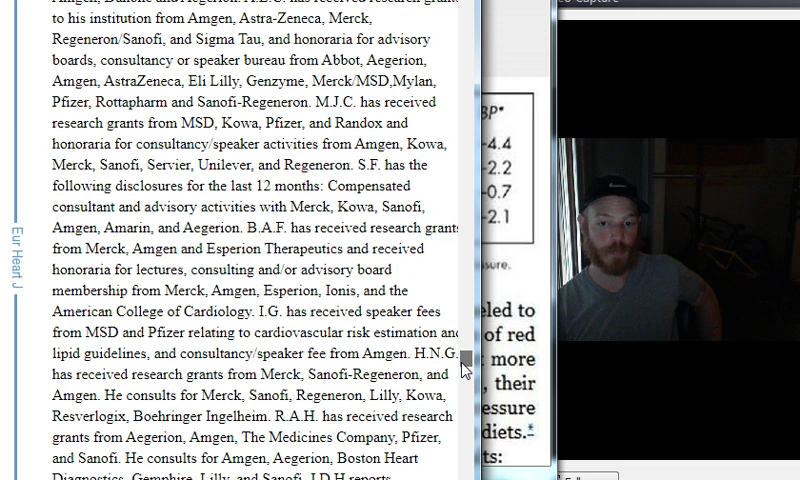 Amgen, Danone and Aegerion. A.L.C. has received research grants
to his institution from Amgen, Astra-Zeneca, Merck,
Regeneron/Sanofi, and Sigma Tau, and honoraria for advisory
boards, consultancy or speaker bureau from Abbot, Aegerion,
Amgen, AstraZeneca, Eli Lilly, Genzyme, Merck/MSD,Mylan,
Pfizer, Rottapharm and Sanofi-Regeneron. M.J.C. has received
research grants from MSD, Kowa, Pfizer, and Randox and
honoraria for consultancy/speaker activities from Amgen, Kowa,
Merck, Sanofi, Servier, Unilever, and Regeneron. S.F. has the
following disclosures for the last 12 months: Compensated
consultant and advisory activities with Merck, Kowa, Sanofi,
Amgen, Amarin, and Aegerion. B.A.F. has received research grants
from Merck, Amgen and Esperion Therapeutics and received
honoraria for lectures, consulting and/or advisory board
membership from Merck, Amgen, Esperion, Ionis, and the
American College of Cardiology. I.G. has received speaker fees
from MSD and Pfizer relating to cardiovascular risk estimation and
lipid guidelines, and consultancy/speaker fee from Amgen. H.N.G.
has received research grants from Merck, Sanofi-Regeneron, and
Amgen. He consults for Merck, Sanofi, Regeneron, Lilly, Kowa,
Resverlogix, Boehringer Ingelheim. R.A.H. has received research
grants from Aegerion, Amgen, The Medicines Company, Pfizer,
and Sanofi. He consults for Amgen, Aegerion, Boston Heart
Diagnostics, Gemphire, Lilly, and Sanofi. J.D.H reports
Eur Heart J
BP*
-4.4
-2.2
-0.7
-2.1
sure.
eled to
of red
more
, their
essure
diets.*
ts: